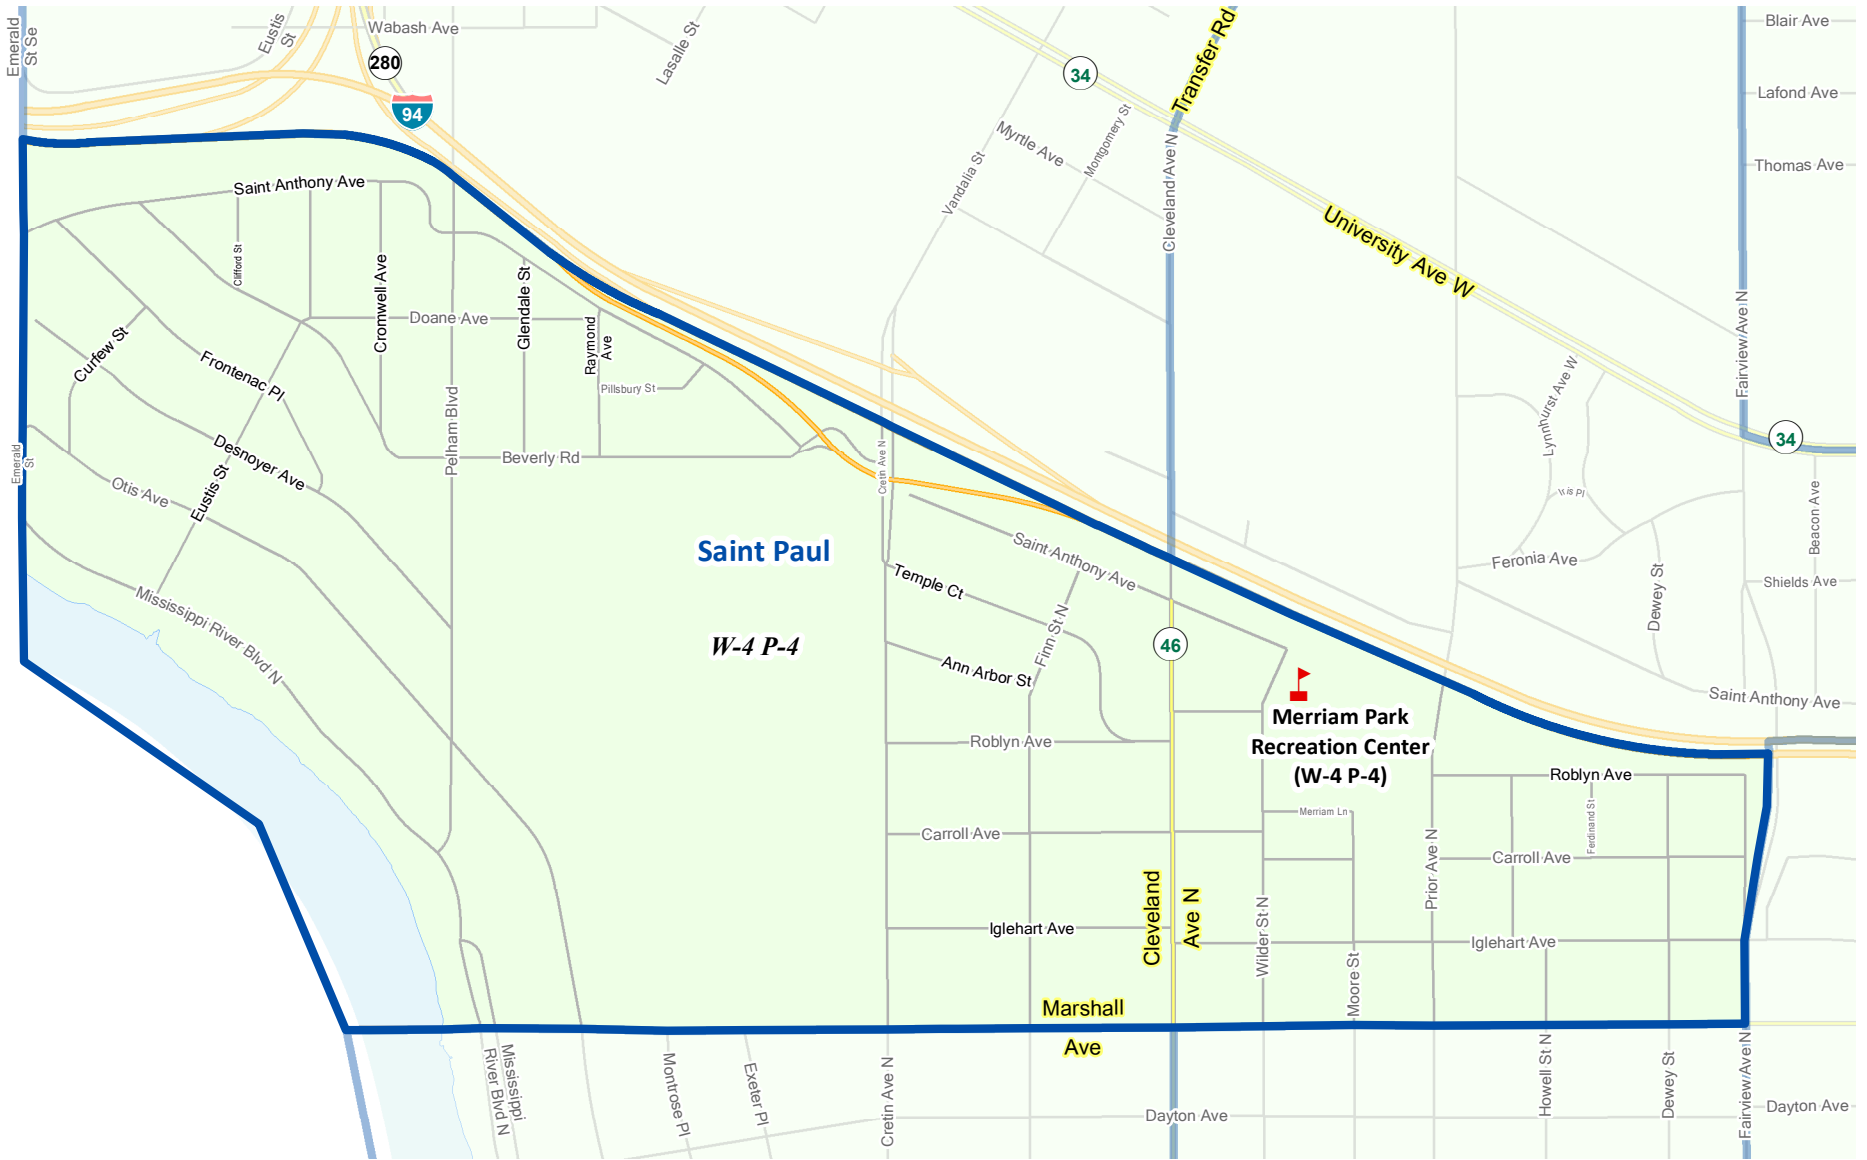 Emerald
St Se
Eustis
St
Wabash Ave
280
94
Lasalle St
34
Transfer Rd
Blair Ave
Lafond Ave
Thomas Ave
Myrtle Ave
Montgomery St
Vandalia St
Cleveland Ave N
University Ave W
Fairview Ave N
Saint Anthony Ave
Clifford St
Cromwell Ave
Glendale St
Doane Ave
Raymond
Ave
Pillsbury St
Curfew St
Frontenac Pl
Pelham Blvd
Desnoyer Ave
Beverly Rd
Emerald
St
Otis Ave
Eustis St
Cretin Ave N
Lynnhurst Ave W
34
Iris Pl
Beacon Ave
Feronia Ave
Dewey St
Shields Ave
Saint Anthony Ave
Saint Paul
W-4 P-4
Saint Anthony Ave
Temple Ct
Finn St N
Ann Arbor St
46
Mississippi River Blvd N
Merriam Park
Recreation Center
(W-4 P-4)
Roblyn Ave
Roblyn Ave
Merriam Ln
Ferdinand St
Carroll Ave
Carroll Ave
Prior Ave N
Iglehart Ave
Cleveland
Ave N
Wilder St N
Iglehart Ave
Moore St
Marshall
Ave
Mississippi
River Blvd N
Montrose Pl
Exeter Pl
Cretin Ave N
Dayton Ave
Howell St N
Dewey St
Fairview Ave N
Dayton Ave